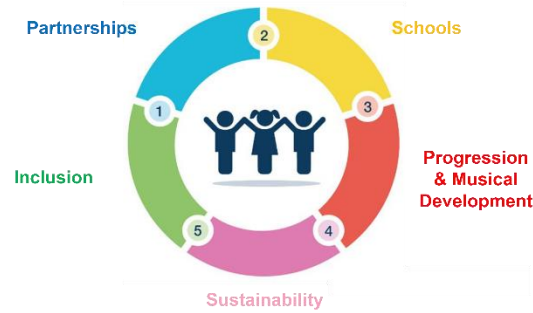 Partnerships
Schools
2
1
3
Inclusion
Progression
& Musical
Development
5
4
Sustainability